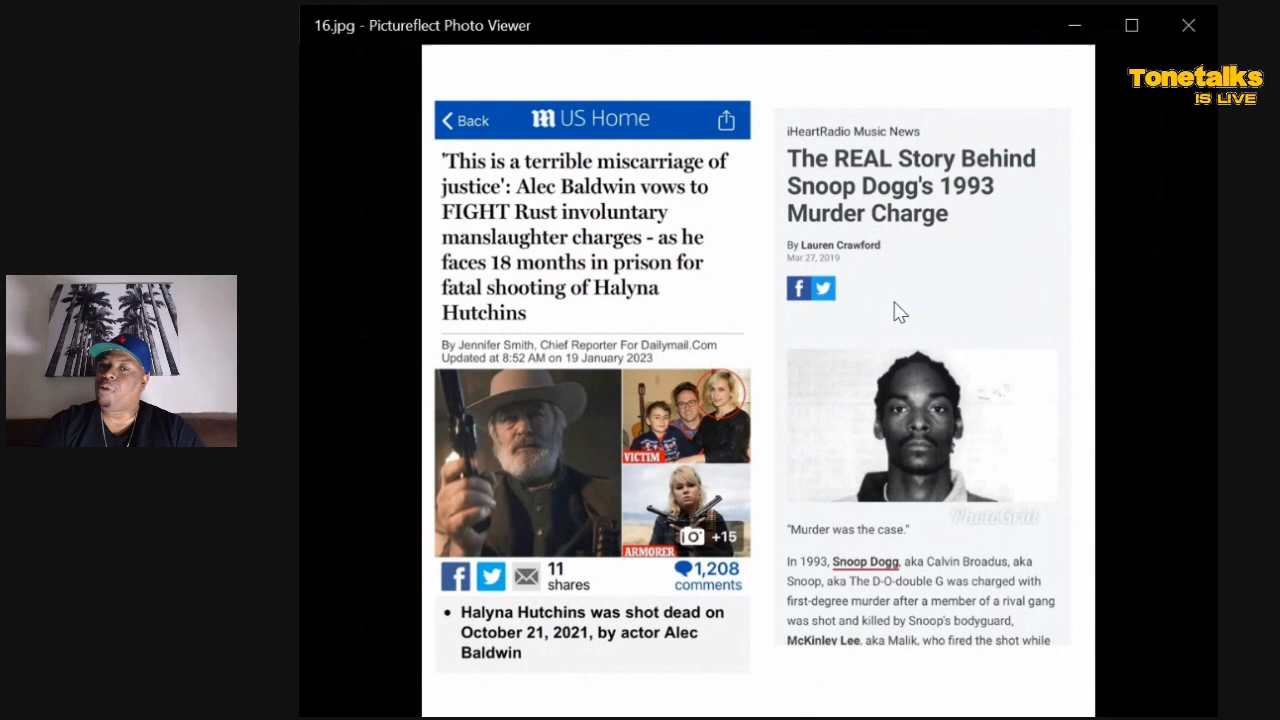 16.jpg - Pictureflect Photo Viewer
Tonetalks
IS LIVE
Back
US Home
'This is a terrible miscarriage of
justice': Alec Baldwin vows to
FIGHT Rust involuntary
manslaughter charges - as he
faces 18 months in prison for
fatal shooting of Halyna
Hutchins
By Jennifer Smith, Chief Reporter For Dailymail.Com
Updated at 8:52 AM on 19 January 2023
VICTIM
ARMORER
+15
11
shares
1,208
comments
• Halyna Hutchins was shot dead on
October 21, 2021, by actor Alec
Baldwin
iHeartRadio Music News
The REAL Story Behind
Snoop Dogg's 1993
Murder Charge
By Lauren Crawford
Mar 27, 2019
PhotoGrid
"Murder was the case."
In 1993, Snoop Dogg, aka Calvin Broadus, aka
Snoop, aka The D-O-double G was charged with
first-degree murder after a member of a rival gang
was shot and killed by Snoop's bodyguard,
McKinley Lee, aka Malik, who fired the shot while